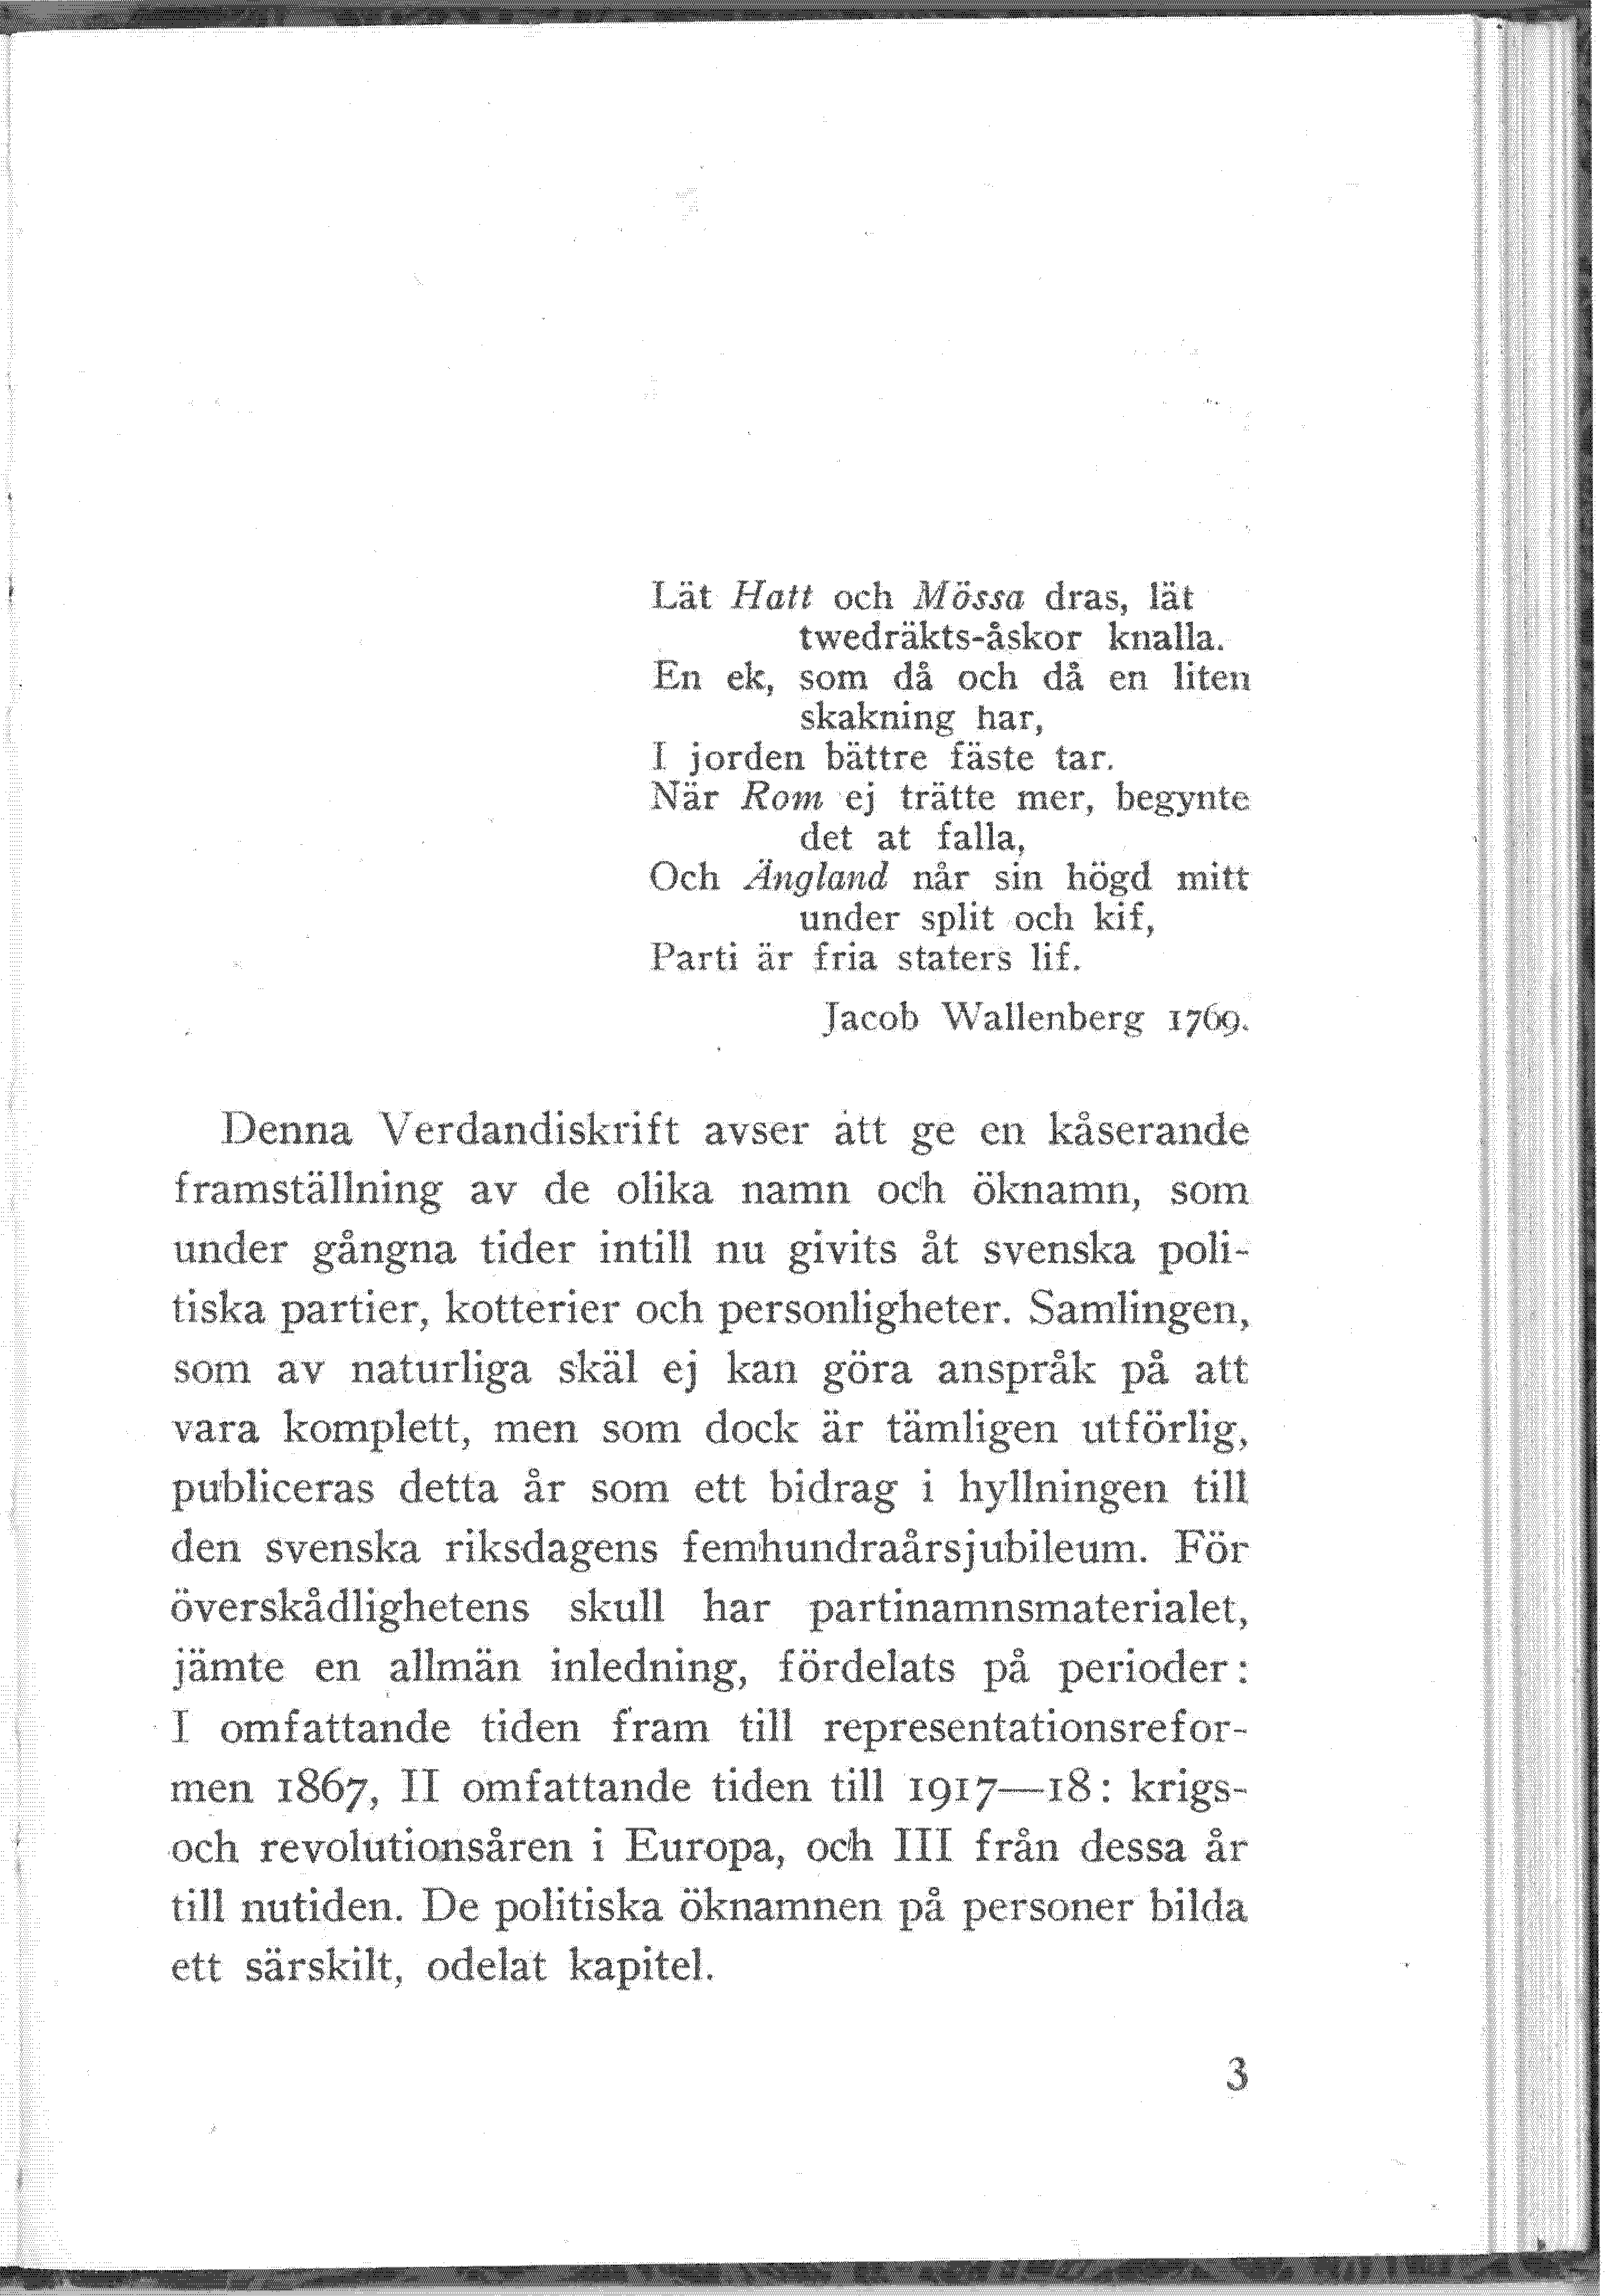 Lät Hatt och Mössa dras, lät
twedräkts-åskor knalla.
En ek, som då och då en liten
skakning har,
I jorden bättre fäste tar.
När Rom ej trätte mer, begynte
det at falla,
Och Ängland når sin högd mitt
under split och kif,
Parti är fria staters lif.
Jacob Wallenberg 1769.
Denna Verdandiskrift avser att ge en kåserande
framställning av de olika namn och öknamn, som
under gångna tider intill nu givits åt svenska poli-
tiska partier, kotterier och personligheter. Samlingen,
som av naturliga skäl ej kan göra anspråk på att
vara komplett, men som dock är tämligen utförlig,
publiceras detta år som ett bidrag i hyllningen till
den svenska riksdagens femhundraårsjubileum. För
överskådlighetens skull har partinamnsmaterialet,
jämte en allmän inledning, fördelats på perioder:
I omfattande tiden fram till representationsrefor-
men 1867, II omfattande tiden till 1917—18: krigs-
och revolutionsåren i Europa, och III från dessa år
till nutiden. De politiska öknamnen på personer bilda
ett särskilt, odelat kapitel.
3